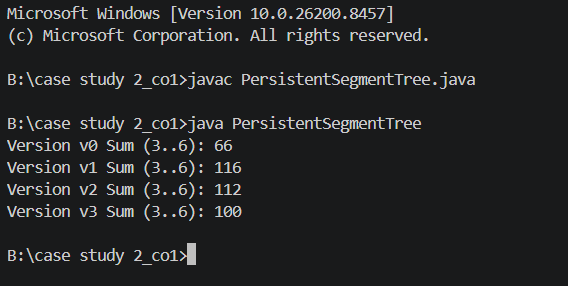 Microsoft Windows [Version 10.0.26200.8457]
(c) Microsoft Corporation. All rights reserved.
B:\case study 2_co1>javac PersistentSegmentTree.java
B:\case study 2_co1>java PersistentSegmentTree
Version v0 Sum (3..6): 66
Version v1 Sum (3..6): 116
Version v2 Sum (3..6): 112
Version v3 Sum (3..6): 100
B:\case study 2_co1>